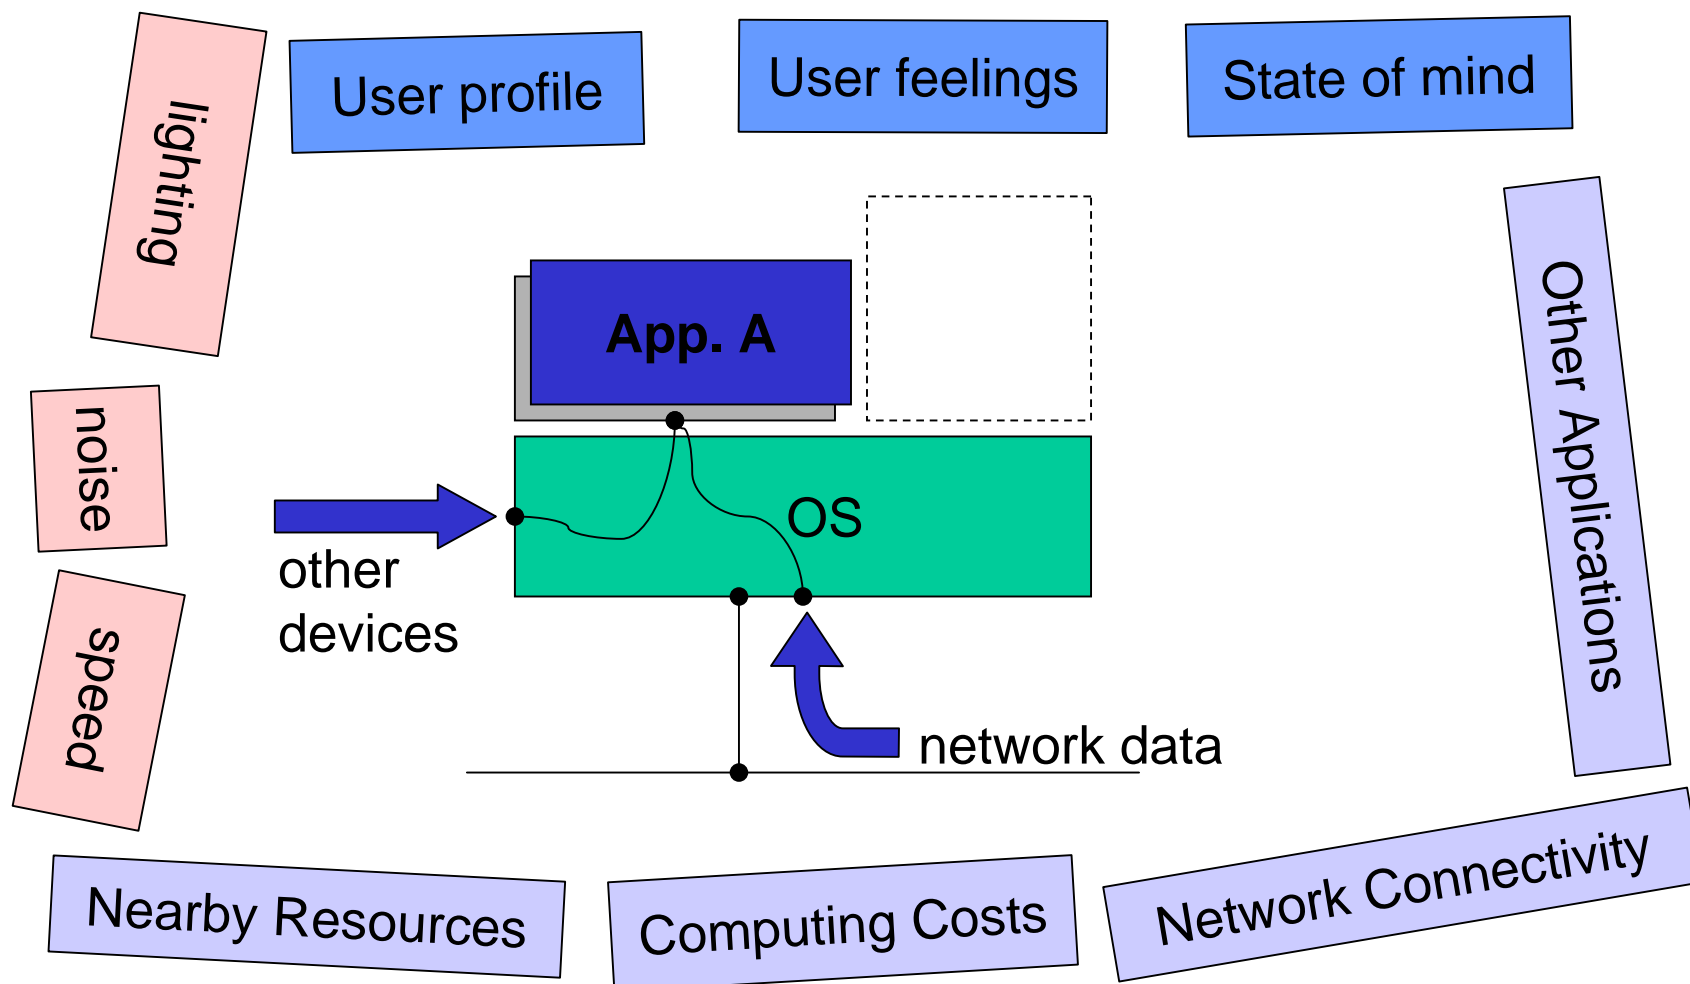 User profile
User feelings
State of mind
lighting
App. A
Other Applications
noise
OS
other
devices
speed
network data
Nearby Resources
Computing Costs
Network Connectivity